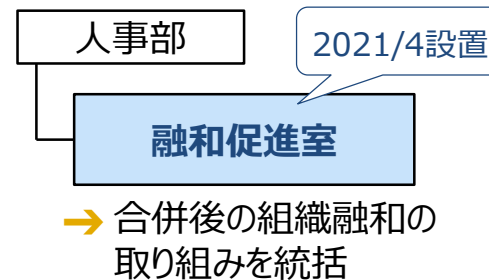 人事部
2021/4設置
融和促進室
➔ 合併後の組織融和の
取り組みを統括